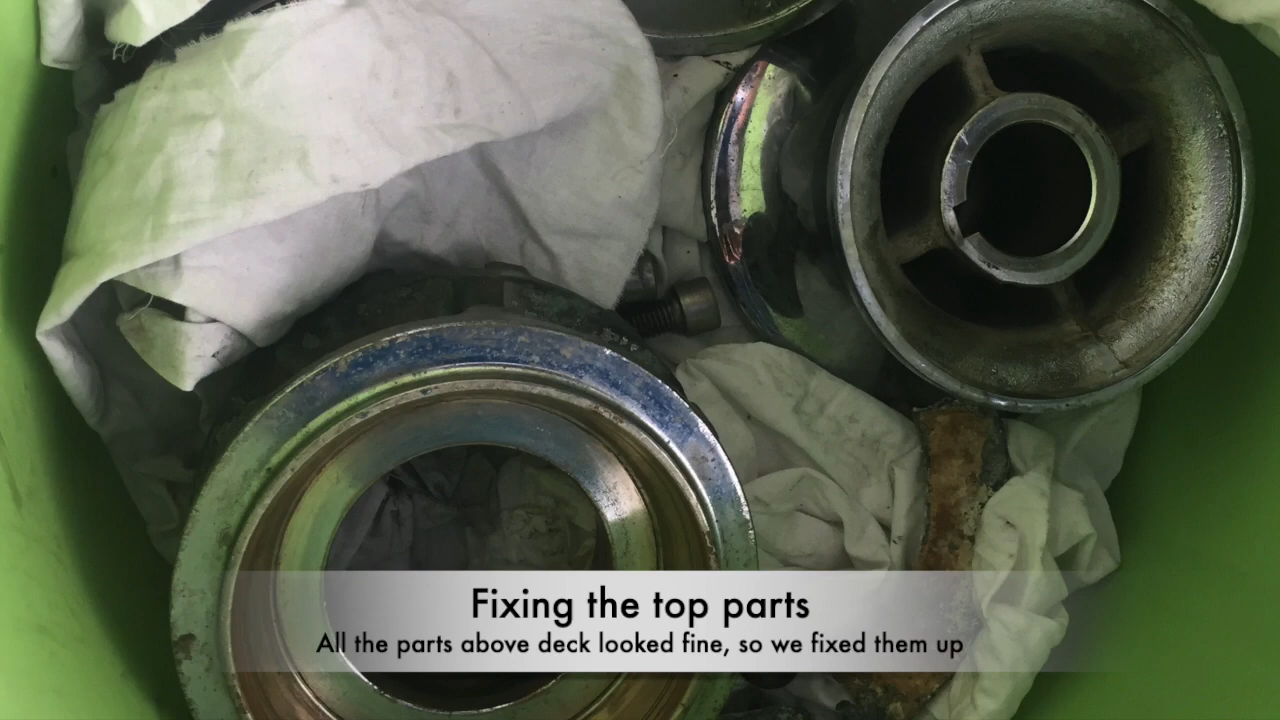 Fixing the top parts
All the parts above deck looked fine, so we fixed them up